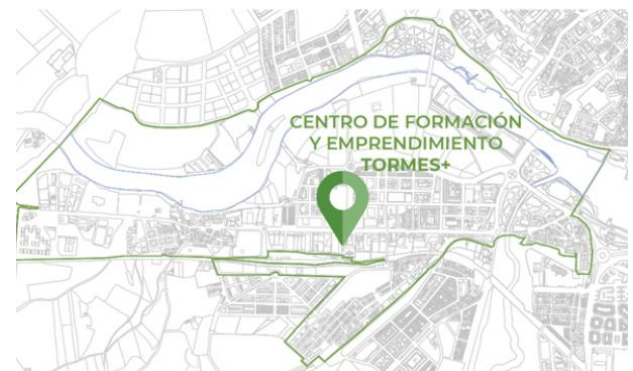 CENTRO DE FORMACIÓN
Y EMPRENDIMIENTO
TORMES+